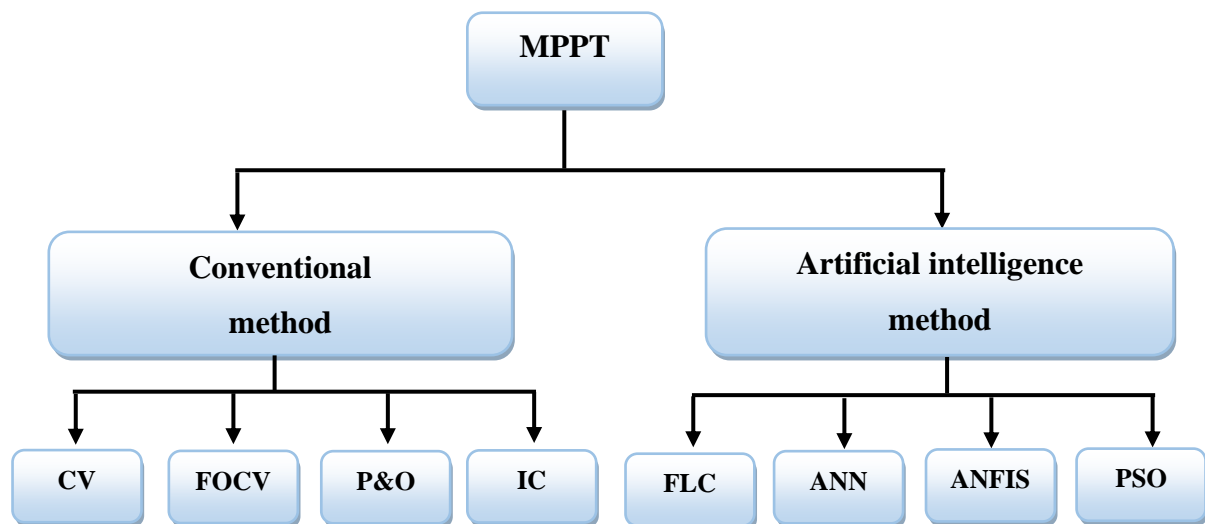 MPPT
Conventional
method
Artificial intelligence
method
CV
FOCV
P&O
IC
FLC
ANN
ANFIS
PSO